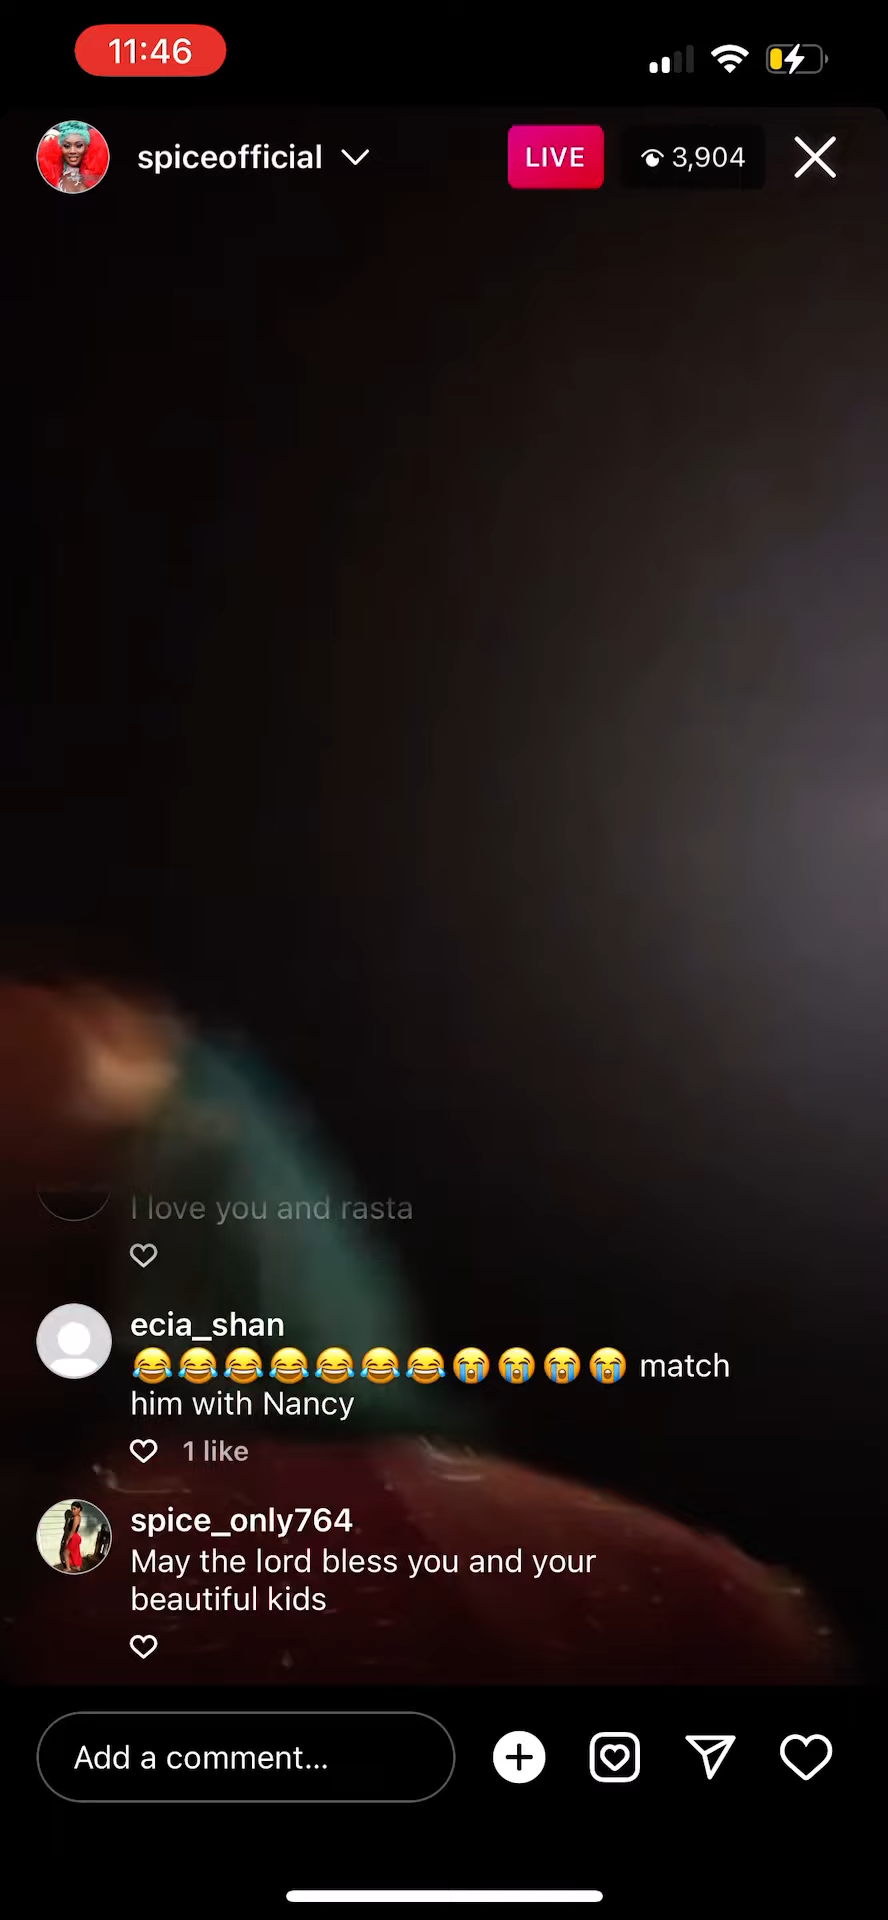 11:46
spiceofficial
LIVE
3,904
I love you and rasta
ecia_shan
😂😂😂😂😂😂😂😭😭😭😭 match
him with Nancy
1 like
spice_only764
May the lord bless you and your
beautiful kids
Add a comment...